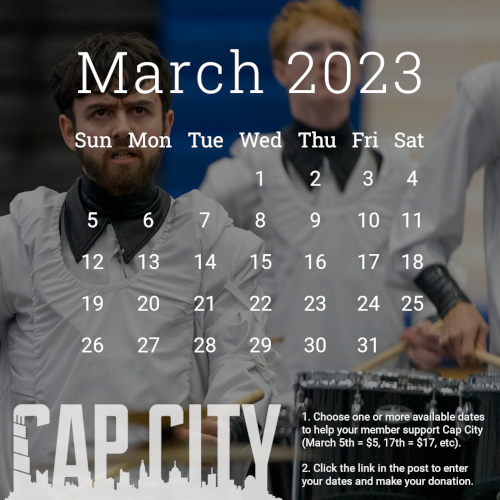 March 2023
Sun Mon Tue Wed Thu Fri Sat
1 2 3 4
5 6 7 8 9 10 11
12 13 14 15 16 17 18
19 20 21 22 23 24 25
26 27 28 29 30 31
CAP CITY
1. Choose one or more available dates
to help your member support Cap City
(March 5th = $5, 17th = $17, etc).
2. Click the link in the post to enter
your dates and make your donation.